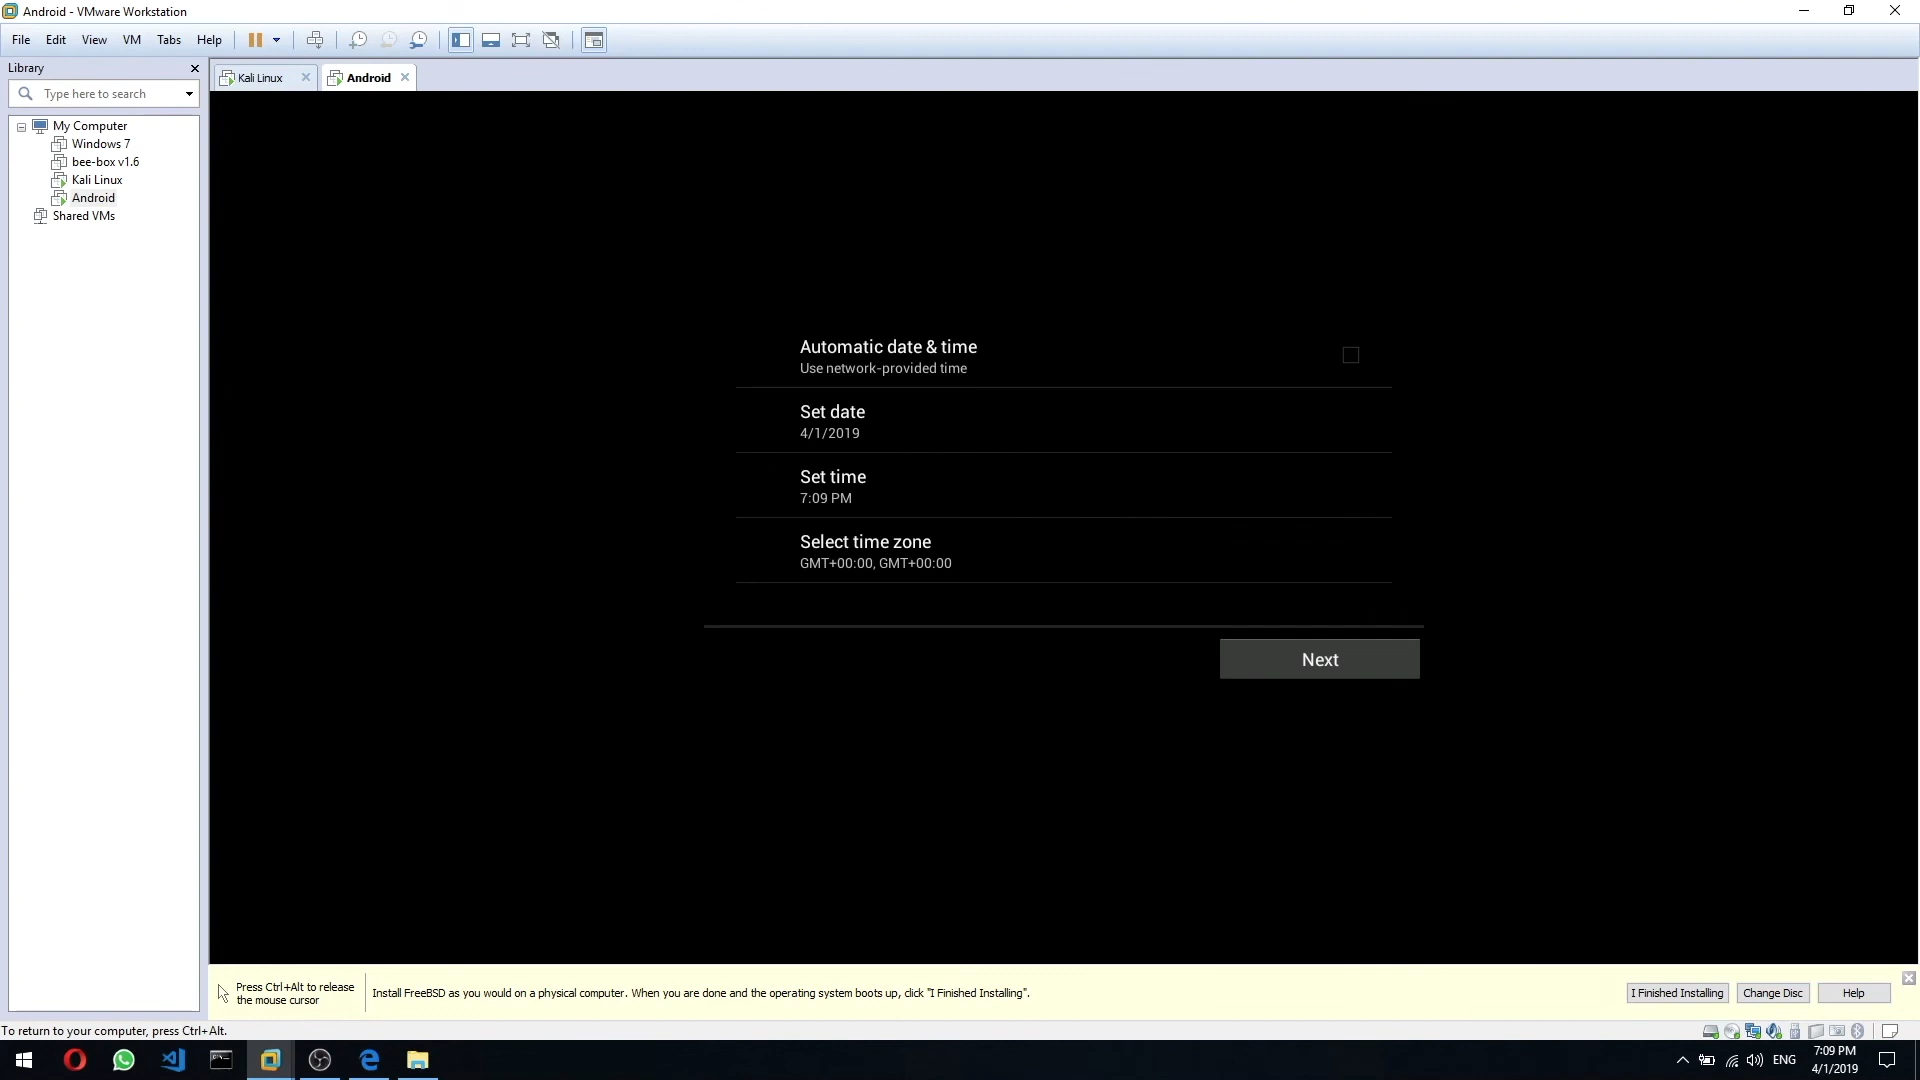 Android - VMware Workstation
File Edit View VM Tabs Help
Library
Type here to search
My Computer
Windows 7
bee-box v1.6
Kali Linux
Android
Shared VMs
Kali Linux
Android
Automatic date & time
Use network-provided time
Set date
4/1/2019
Set time
7:09 PM
Select time zone
GMT+00:00, GMT+00:00
Next
Press Ctrl+Alt to release
the mouse cursor
Install FreeBSD as you would on a physical computer. When you are done and the operating system boots up, click "I Finished Installing".
I Finished Installing
Change Disc
Help
To return to your computer, press Ctrl+Alt.
ENG
7:09 PM
4/1/2019